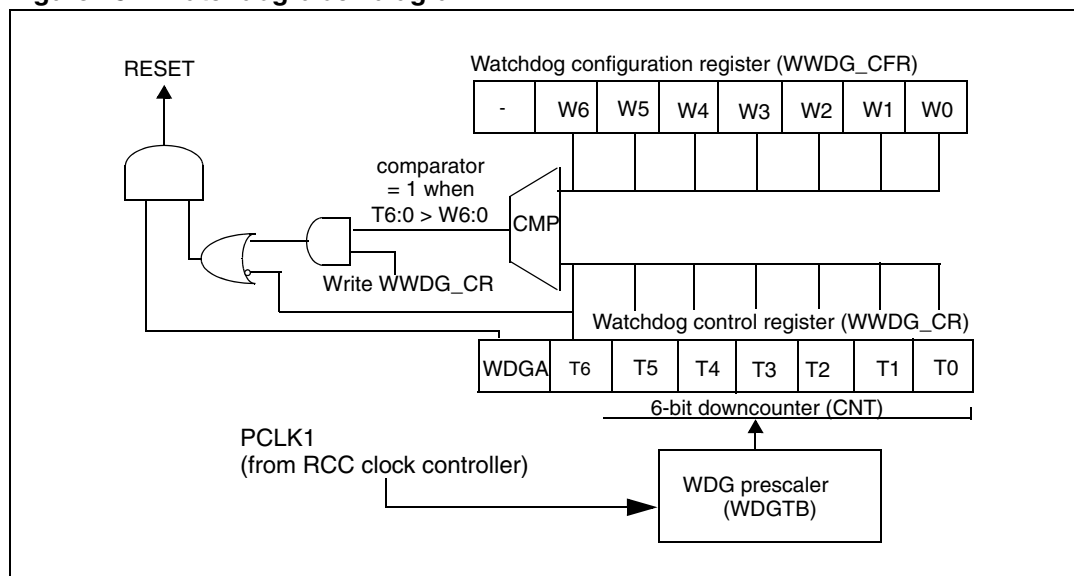 RESET
Watchdog configuration register (WWDG_CFR)
- W6 W5 W4 W3 W2 W1 W0
comparator
= 1 when
T6:0 > W6:0
CMP
Write WWDG_CR
Watchdog control register (WWDG_CR)
WDGA T6 T5 T4 T3 T2 T1 T0
6-bit downcounter (CNT)
PCLK1
(from RCC clock controller)
WDG prescaler
(WDGTB)